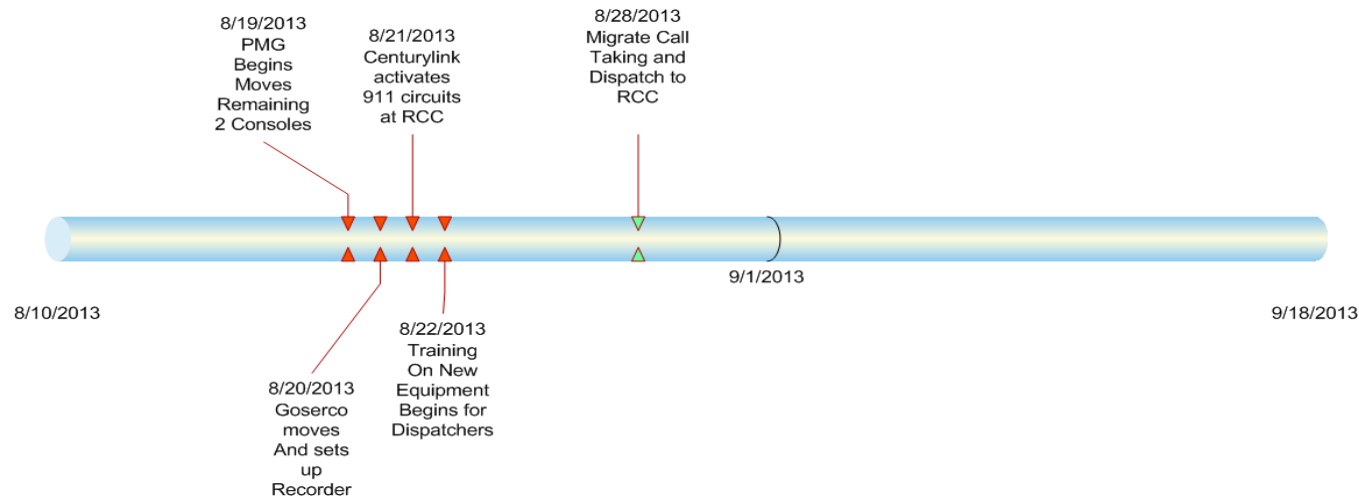 8/19/2013
PMG
Begins
Moves
Remaining
2 Consoles
8/21/2013
Centurylink
activates
911 circuits
at RCC
8/28/2013
Migrate Call
Taking and
Dispatch to
RCC
9/1/2013
8/10/2013
9/18/2013
8/20/2013
Goserco
moves
And sets
up
Recorder
8/22/2013
Training
On New
Equipment
Begins for
Dispatchers